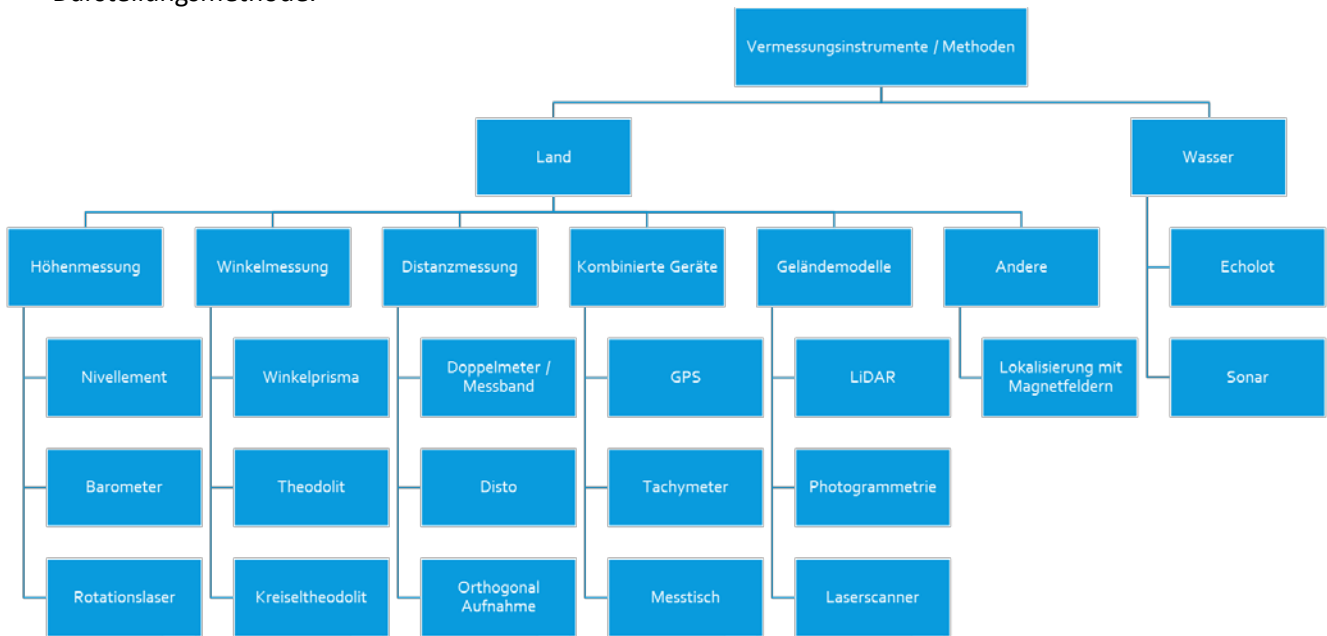 Darstellungsmethode.
Vermessungsinstrumente / Methoden
Land
Wasser
Höhenmessung
Winkelmessung
Distanzmessung
Kombinierte Geräte
Geländemodelle
Andere
Echolot
Nivellement
Winkelprisma
Doppelmeter /
Messband
GPS
LiDAR
Lokalisierung mit
Magnetfeldern
Sonar
Barometer
Theodolit
Disto
Tachymeter
Photogrammetrie
Rotationslaser
Kreiseltheodolit
Orthogonal
Aufnahme
Messtisch
Laserscanner